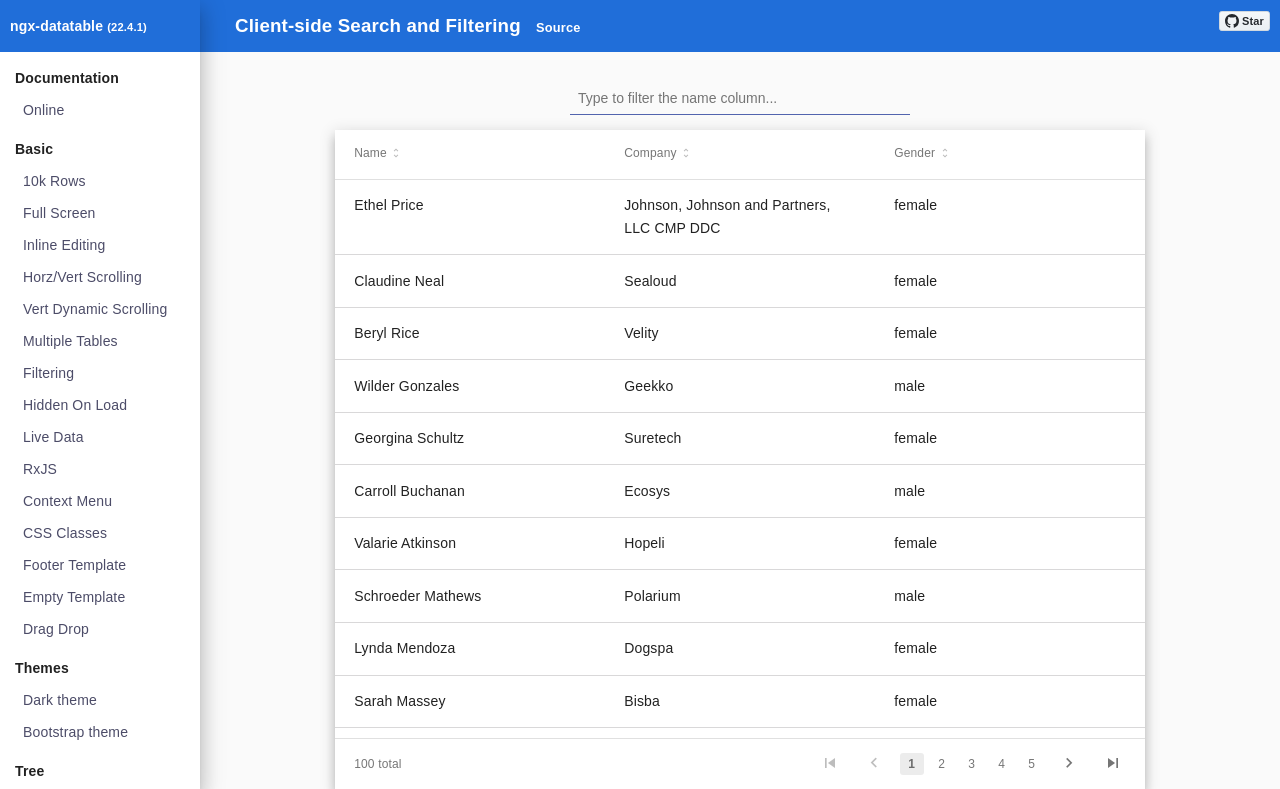 ngx-datatable (22.4.1)
Client-side Search and Filtering Source
Star
Documentation
Online
Basic
10k Rows
Full Screen
Inline Editing
Horz/Vert Scrolling
Vert Dynamic Scrolling
Multiple Tables
Filtering
Hidden On Load
Live Data
RxJS
Context Menu
CSS Classes
Footer Template
Empty Template
Drag Drop
Themes
Dark theme
Bootstrap theme
Tree
Type to filter the name column...
Name Company Gender
Ethel Price Johnson, Johnson and Partners, female
LLC CMP DDC
Claudine Neal Sealoud female
Beryl Rice Velity female
Wilder Gonzales Geekko male
Georgina Schultz Suretech female
Carroll Buchanan Ecosys male
Valarie Atkinson Hopeli female
Schroeder Mathews Polarium male
Lynda Mendoza Dogspa female
Sarah Massey Bisba female
100 total 1 2 3 4 5